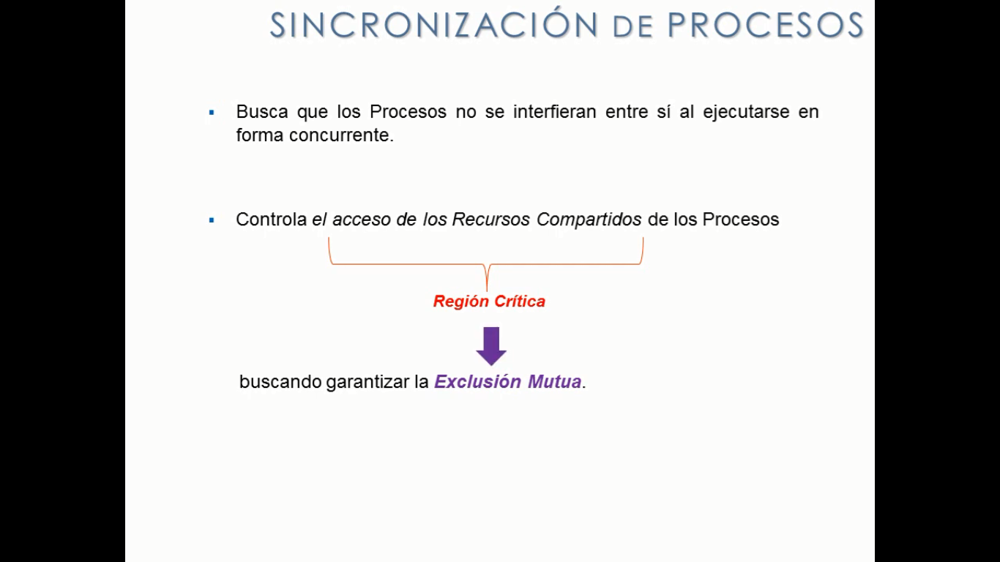 SINCRONIZACIÓN DE PROCESOS
▪ Busca que los Procesos no se interfieran entre sí al ejecutarse en
forma concurrente.
▪ Controla el acceso de los Recursos Compartidos de los Procesos
Región Crítica
buscando garantizar la Exclusión Mutua.